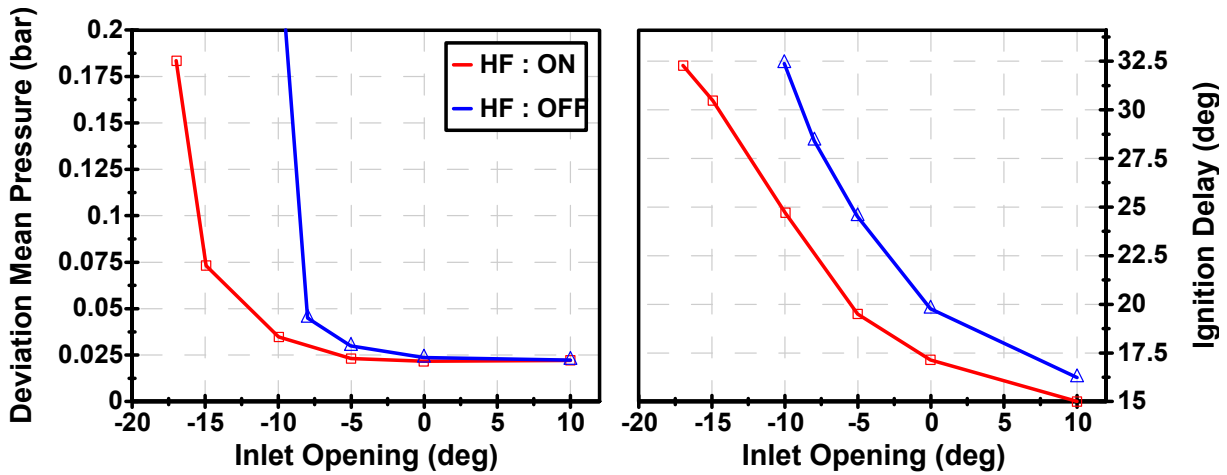 Deviation Mean Pressure (bar)
0.2
0.175
0.15
0.125
0.1
0.075
0.05
0.025
0
-20 -15 -10 -5 0 5 10
Inlet Opening (deg)
HF : ON
HF : OFF
-20 -15 -10 -5 0 5 10
Inlet Opening (deg)
32.5
30
27.5
25
22.5
20
17.5
15
Ignition Delay (deg)